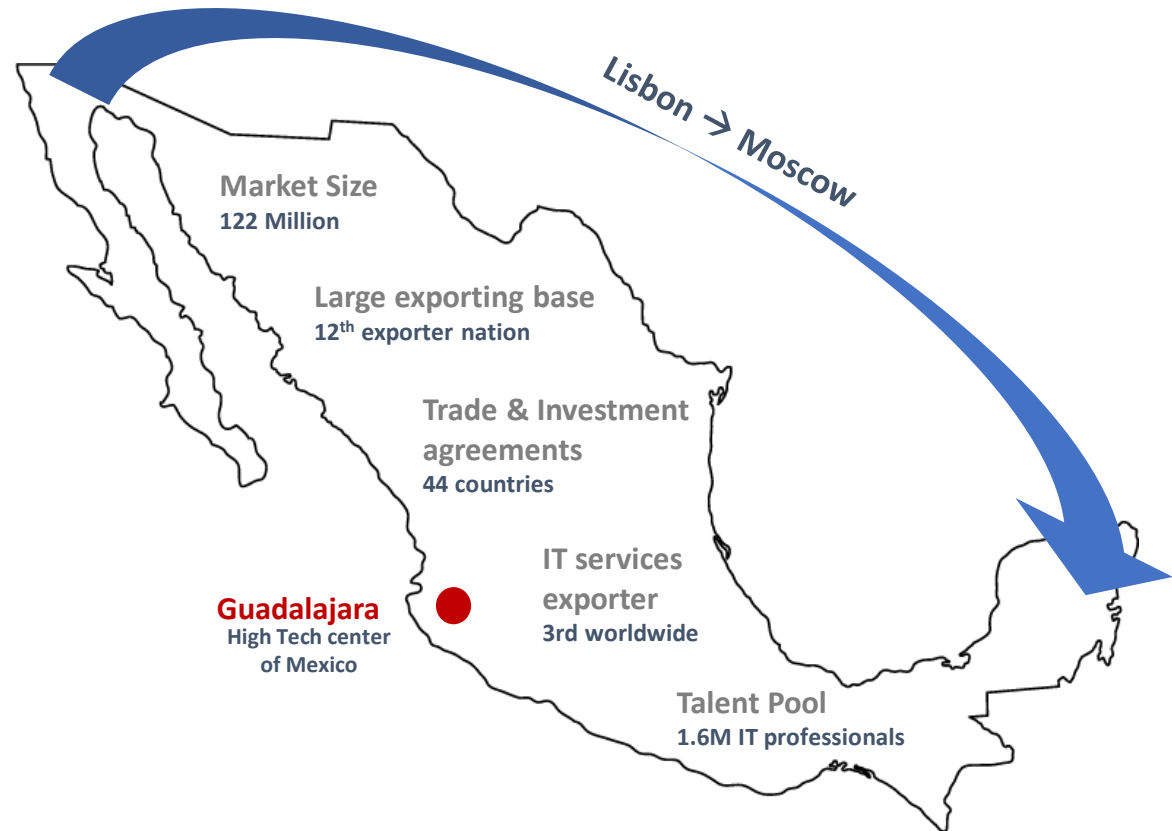 Lisbon → Moscow
Market Size
122 Million
Large exporting base
12th exporter nation
Trade & Investment
agreements
44 countries
IT services
exporter
3rd worldwide
Guadalajara
High Tech center
of Mexico
Talent Pool
1.6M IT professionals